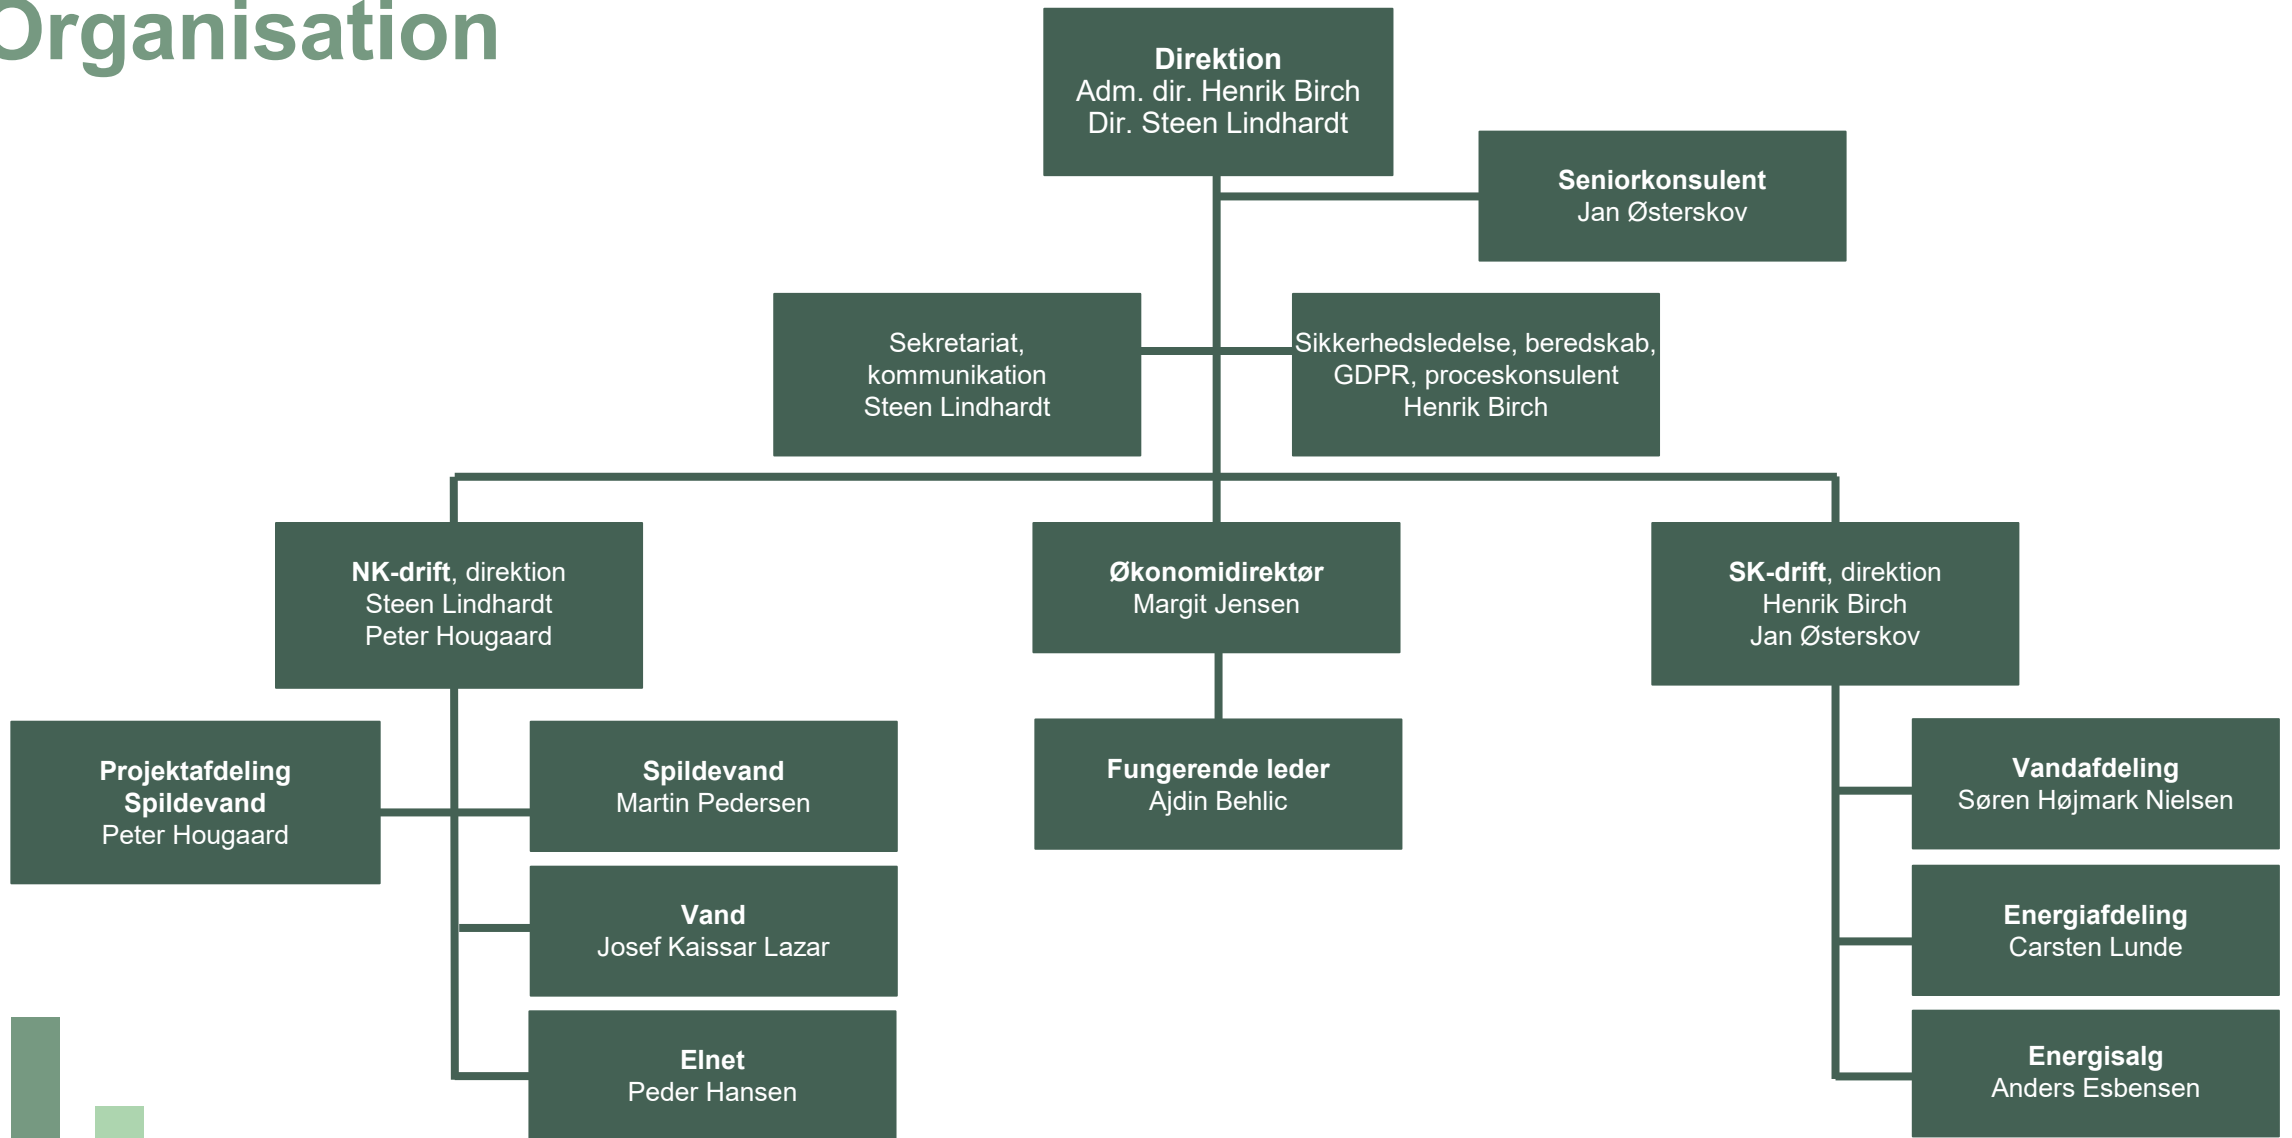 Organisation
Direktion
Adm. dir. Henrik Birch
Dir. Steen Lindhardt
Seniorkonsulent
Jan Østerskov
Sekretariat,
kommunikation
Steen Lindhardt
Sikkerhedsledelse, beredskab,
GDPR, proceskonsulent
Henrik Birch
NK-drift, direktion
Steen Lindhardt
Peter Hougaard
Økonomidirektør
Margit Jensen
SK-drift, direktion
Henrik Birch
Jan Østerskov
Projektafdeling
Spildevand
Peter Hougaard
Spildevand
Martin Pedersen
Vand
Josef Kaissar Lazar
Elnet
Peder Hansen
Fungerende leder
Ajdin Behlic
Vandafdeling
Søren Højmark Nielsen
Energiafdeling
Carsten Lunde
Energisalg
Anders Esbensen